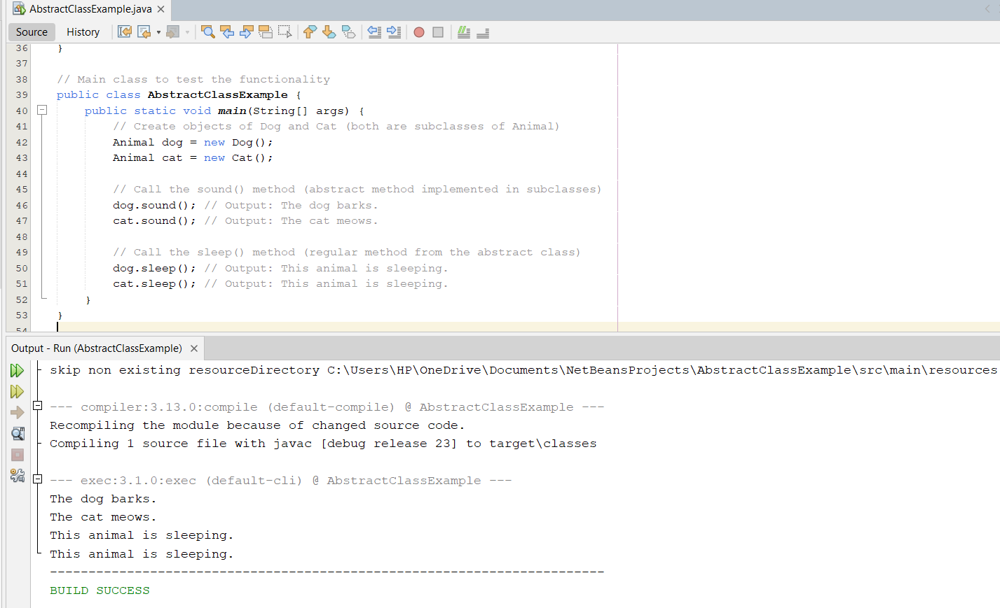 AbstractClassExample.java
Source History
36 }
37
38 // Main class to test the functionality
39 public class AbstractClassExample {
40 public static void main(String[] args) {
41 // Create objects of Dog and Cat (both are subclasses of Animal)
42 Animal dog = new Dog();
43 Animal cat = new Cat();
44
45 // Call the sound() method (abstract method implemented in subclasses)
46 dog.sound(); // Output: The dog barks.
47 cat.sound(); // Output: The cat meows.
48
49 // Call the sleep() method (regular method from the abstract class)
50 dog.sleep(); // Output: This animal is sleeping.
51 cat.sleep(); // Output: This animal is sleeping.
52 }
53 }
54
Output - Run (AbstractClassExample)
skip non existing resourceDirectory C:\Users\HP\OneDrive\Documents\NetBeansProjects\AbstractClassExample\src\main\resources
--- compiler:3.13.0:compile (default-compile) @ AbstractClassExample ---
Recompiling the module because of changed source code.
Compiling 1 source file with javac [debug release 23] to target\classes
--- exec:3.1.0:exec (default-cli) @ AbstractClassExample ---
The dog barks.
The cat meows.
This animal is sleeping.
This animal is sleeping.
------------------------------------------------------------------------
BUILD SUCCESS